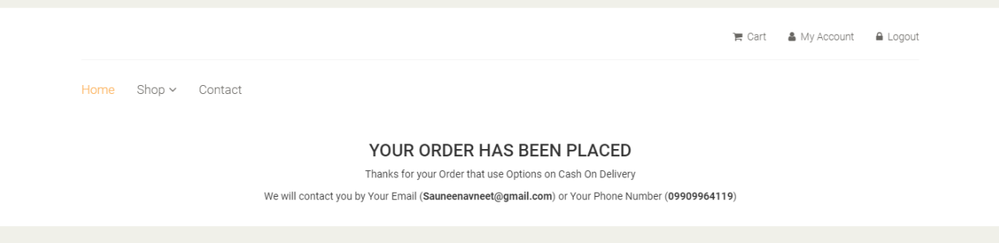 Cart My Account Logout
Home Shop Contact
YOUR ORDER HAS BEEN PLACED
Thanks for your Order that use Options on Cash On Delivery
We will contact you by Your Email (Sauneenavneet@gmail.com) or Your Phone Number (09909964119)